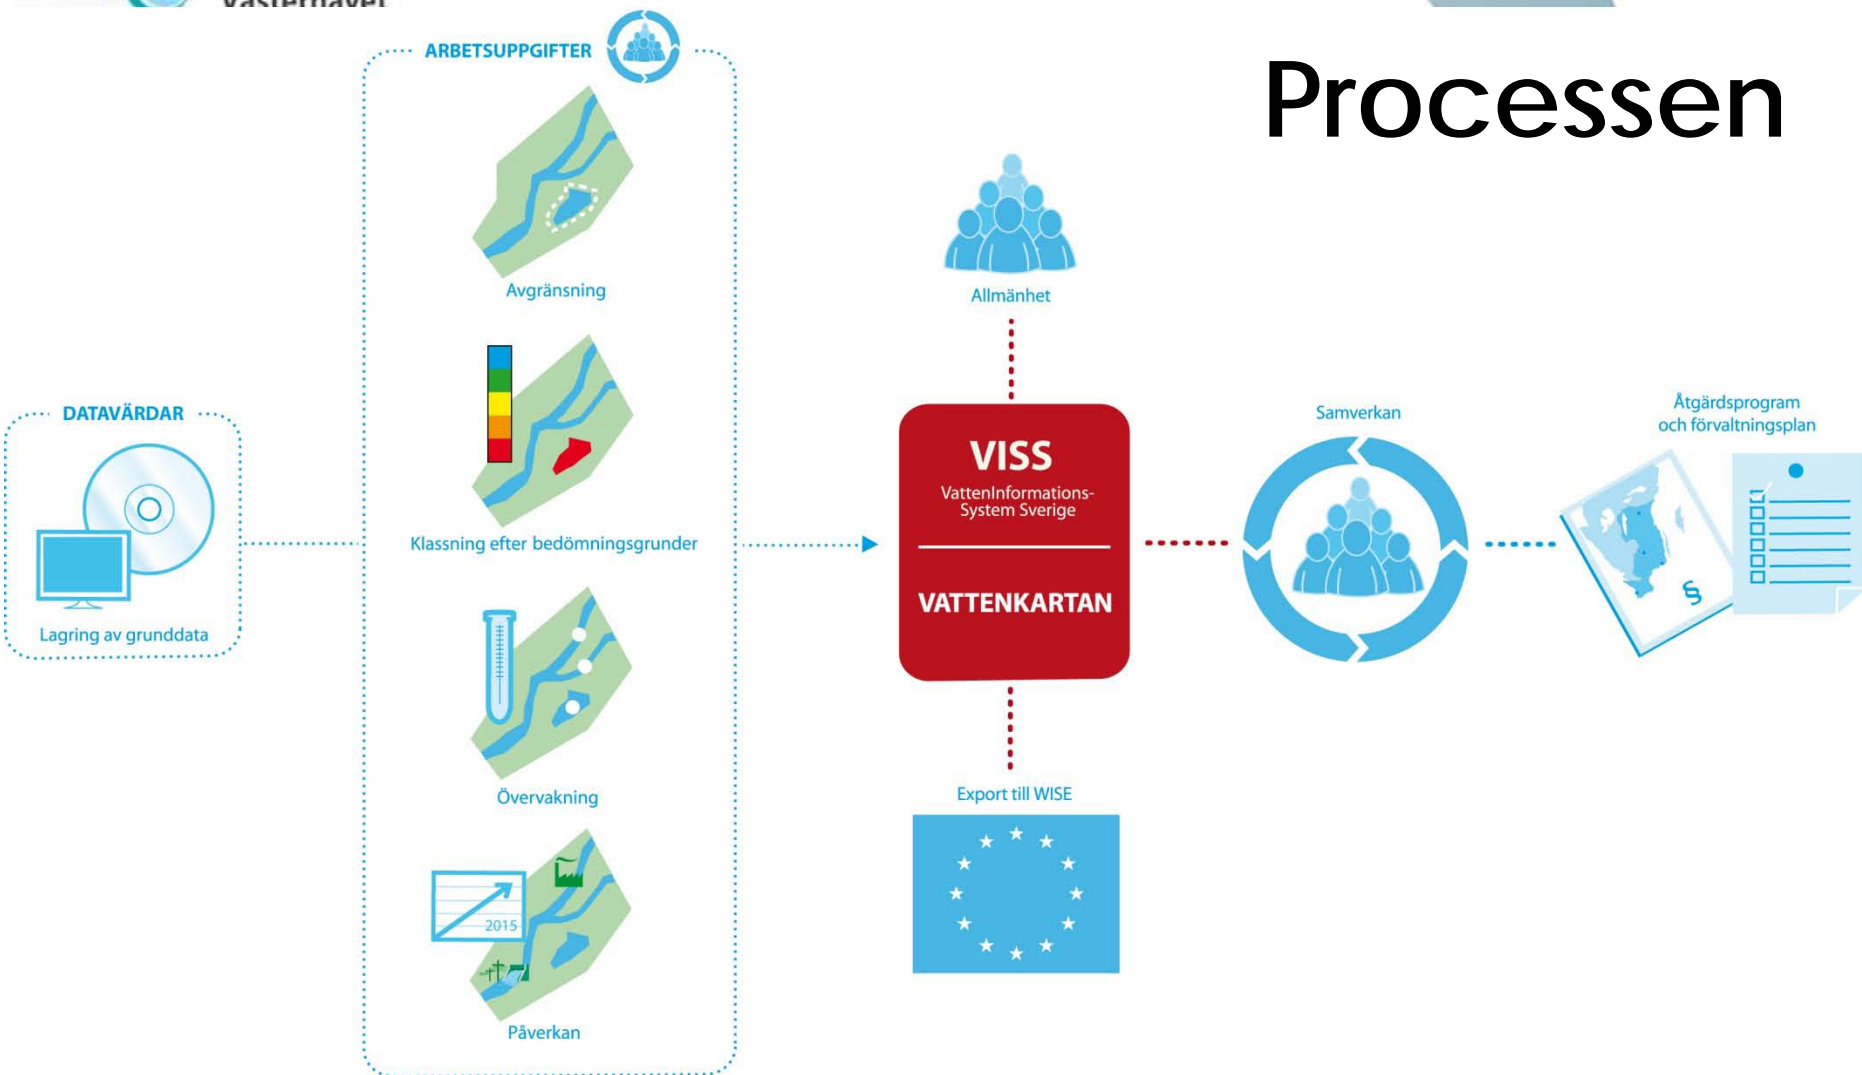 Västerhavet
Processen
ARBETSUPPGIFTER
Avgränsning
Klassning efter bedömningsgrunder
Övervakning
2015
Påverkan
DATAVÄRDAR
Lagring av grunddata
Allmänhet
VISS
VattenInformations-
System Sverige
VATTENKARTAN
Export till WISE
Samverkan
Åtgärdsprogram
och förvaltningsplan
§